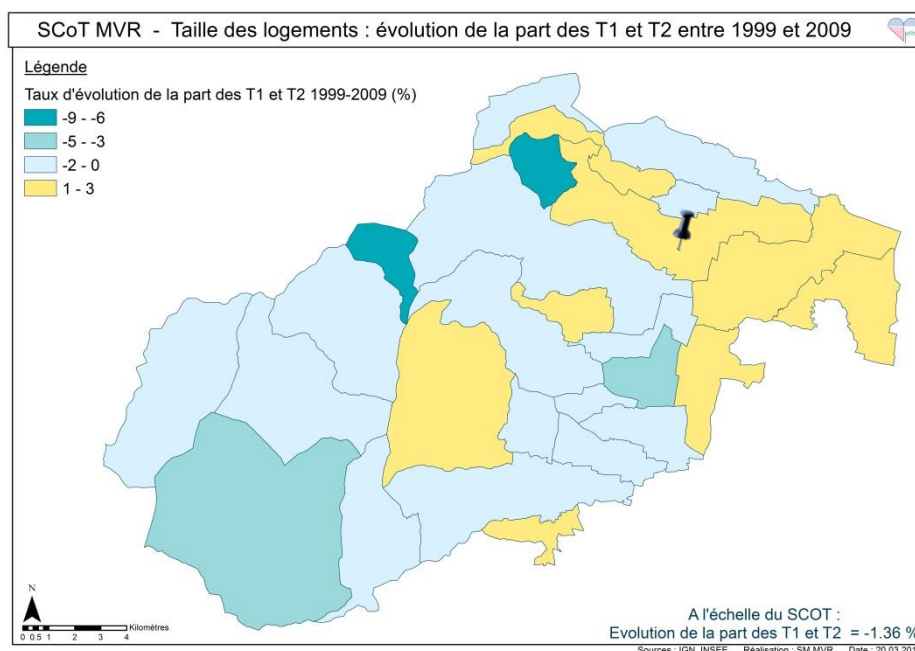 SCoT MVR - Taille des logements : évolution de la part des T1 et T2 entre 1999 et 2009
Légende
Taux d'évolution de la part des T1 et T2 1999-2009 (%)
-9 - -6
-5 - -3
-2 - 0
1 - 3
N
Kilomètres
0 0.5 1 2 3 4
A l'échelle du SCOT :
Evolution de la part des T1 et T2 = -1.36 %
Sources : IGN, INSEE Réalisation : SM MVR Date : 20.03.201